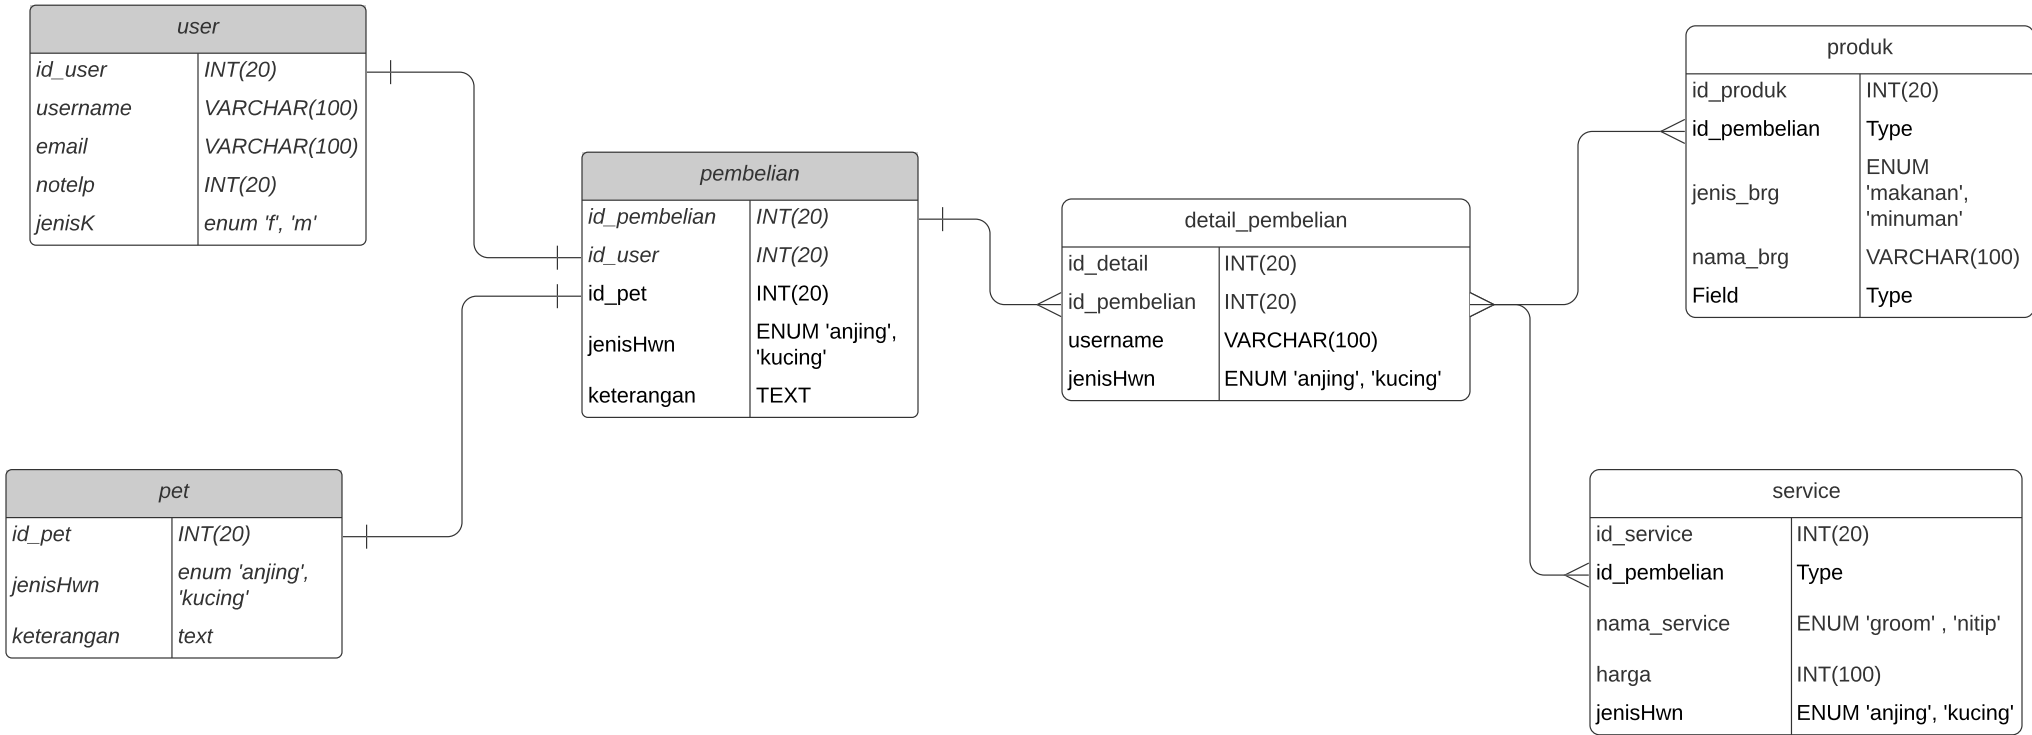 user
id_user INT(20)
username VARCHAR(100)
email VARCHAR(100)
notelp INT(20)
jenisK enum 'f', 'm'
pet
id_pet INT(20)
jenisHwn enum 'anjing',
'kucing'
keterangan text
pembelian
id_pembelian INT(20)
id_user INT(20)
id_pet INT(20)
jenisHwn ENUM 'anjing',
'kucing'
keterangan TEXT
detail_pembelian
id_detail INT(20)
id_pembelian INT(20)
username VARCHAR(100)
jenisHwn ENUM 'anjing', 'kucing'
produk
id_produk INT(20)
id_pembelian Type
jenis_brg ENUM
'makanan',
'minuman'
nama_brg VARCHAR(100)
Field Type
service
id_service INT(20)
id_pembelian Type
nama_service ENUM 'groom' , 'nitip'
harga INT(100)
jenisHwn ENUM 'anjing', 'kucing'